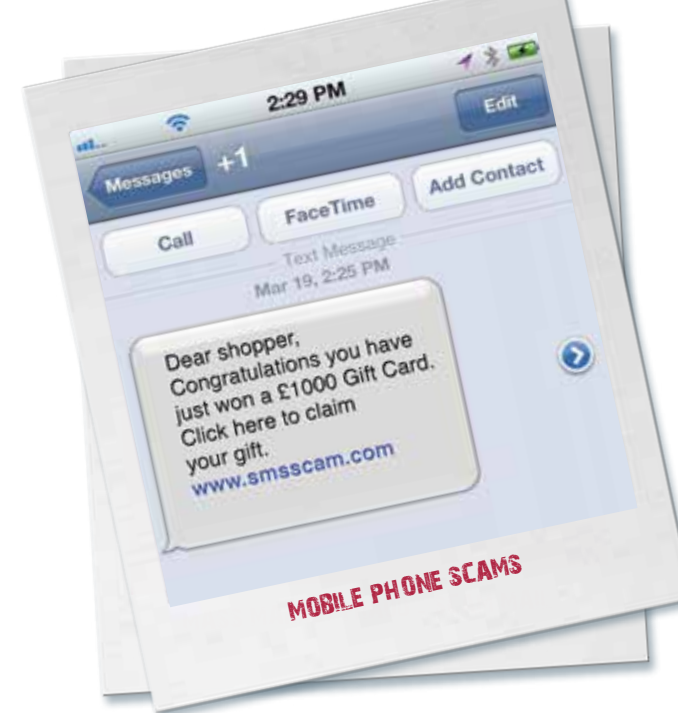 2:29 PM
Messages +1 Edit
Call FaceTime Add Contact
Text Message
Mar 19, 2:25 PM
Dear shopper,
Congratulations you have
just won a £1000 Gift Card.
Click here to claim
your gift.
www.smsscam.com
MOBILE PHONE SCAMS